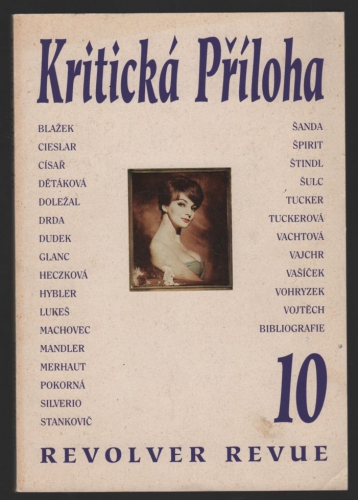 Kritická Příloha
BLAŽEK
CIESLAR
CÍSAŘ
DĚTÁKOVÁ
DOLEŽAL
DRDA
DUDEK
GLANC
HECZKOVÁ
HYBLER
LUKEŠ
MACHOVEC
MANDLER
MERHAUT
POKORNÁ
SILVERIO
STANKOVIČ
ŠANDA
ŠPIRIT
ŠTINDL
ŠULC
TUCKER
TUCKEROVÁ
VACHTOVÁ
VAJCHR
VAŠÍČEK
VOHRYZEK
VOJTĚCH
BIBLIOGRAFIE
10
REVOLVER REVUE